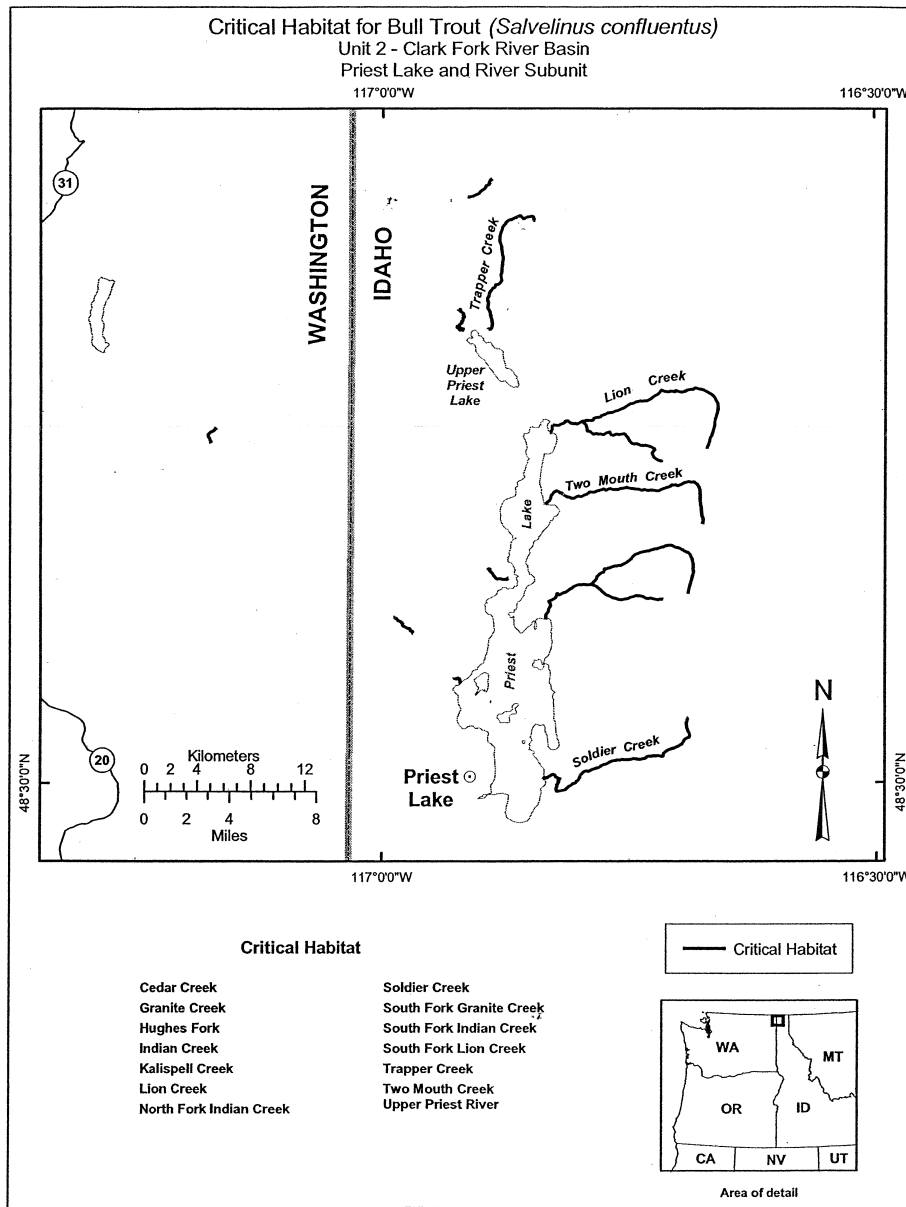 Critical Habitat for Bull Trout (Salvelinus confluentus)
Unit 2 - Clark Fork River Basin
Priest Lake and River Subunit
117°0'0"W
116°30'0"W
31
WASHINGTON
IDAHO
Trapper Creek
Upper
Priest
Lake
Lion Creek
Two Mouth Creek
Lake
Priest
Soldier Creek
Priest
Lake
N
20
Kilometers
0 2 4 8 12
0 2 4 8
Miles
48°30'0"N
48°30'0"N
117°0'0"W
116°30'0"W
Critical Habitat
Cedar Creek
Granite Creek
Hughes Fork
Indian Creek
Kalispell Creek
Lion Creek
North Fork Indian Creek
Soldier Creek
South Fork Granite Creek
South Fork Indian Creek
South Fork Lion Creek
Trapper Creek
Two Mouth Creek
Upper Priest River
Critical Habitat
WA
MT
OR
ID
CA
NV
UT
Area of detail